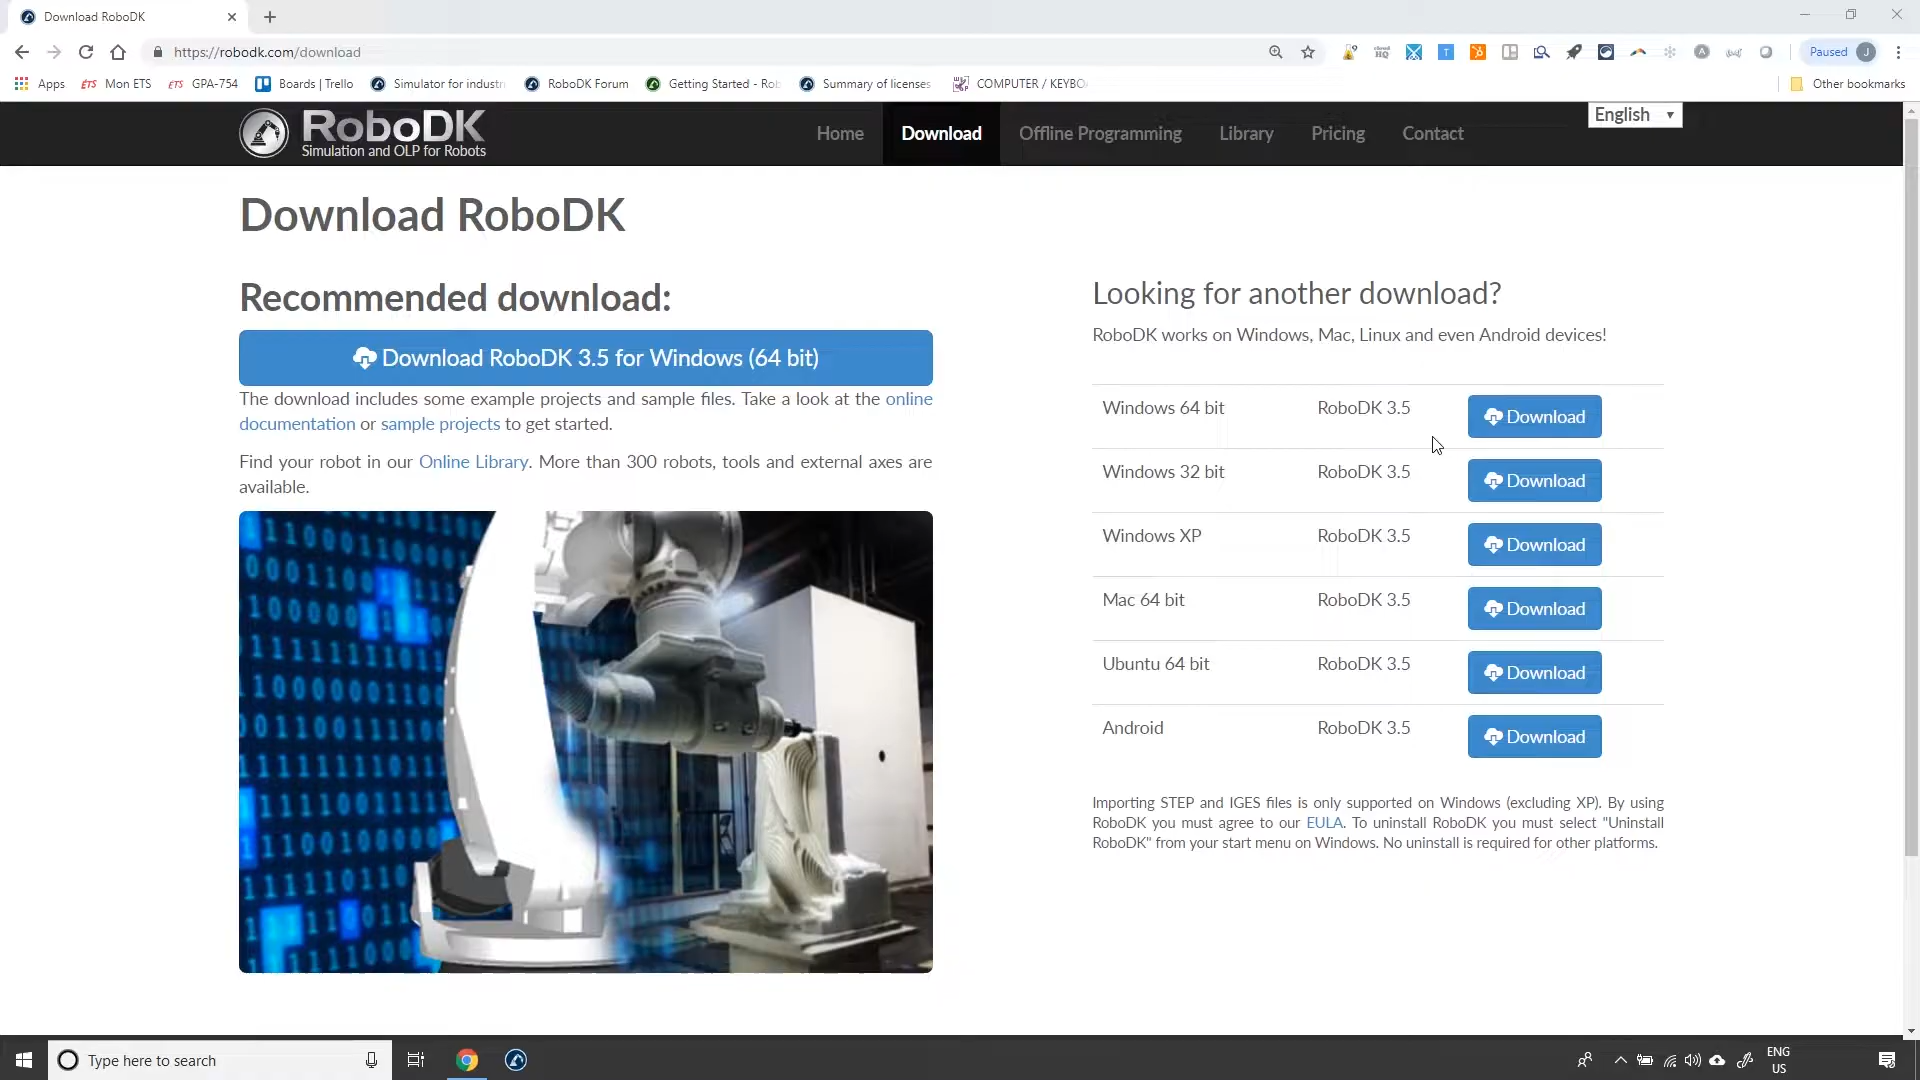 Download RoboDK
https://robodk.com/download
Paused J
Apps
ETS Mon ETS
ETS GPA-754
Boards | Trello
Simulator for industr
RoboDK Forum
Getting Started - Rob
Summary of licenses
COMPUTER / KEYBO
Other bookmarks
RoboDK
Simulation and OLP for Robots
Home
Download
Offline Programming
Library
Pricing
Contact
English
Download RoboDK
Recommended download:
Download RoboDK 3.5 for Windows (64 bit)
The download includes some example projects and sample files. Take a look at the online
documentation or sample projects to get started.
Find your robot in our Online Library. More than 300 robots, tools and external axes are
available.
Looking for another download?
RoboDK works on Windows, Mac, Linux and even Android devices!
Windows 64 bit RoboDK 3.5 Download
Windows 32 bit RoboDK 3.5 Download
Windows XP RoboDK 3.5 Download
Mac 64 bit RoboDK 3.5 Download
Ubuntu 64 bit RoboDK 3.5 Download
Android RoboDK 3.5 Download
Importing STEP and IGES files is only supported on Windows (excluding XP). By using
RoboDK you must agree to our EULA. To uninstall RoboDK you must select "Uninstall
RoboDK" from your start menu on Windows. No uninstall is required for other platforms.
Type here to search
ENG
US